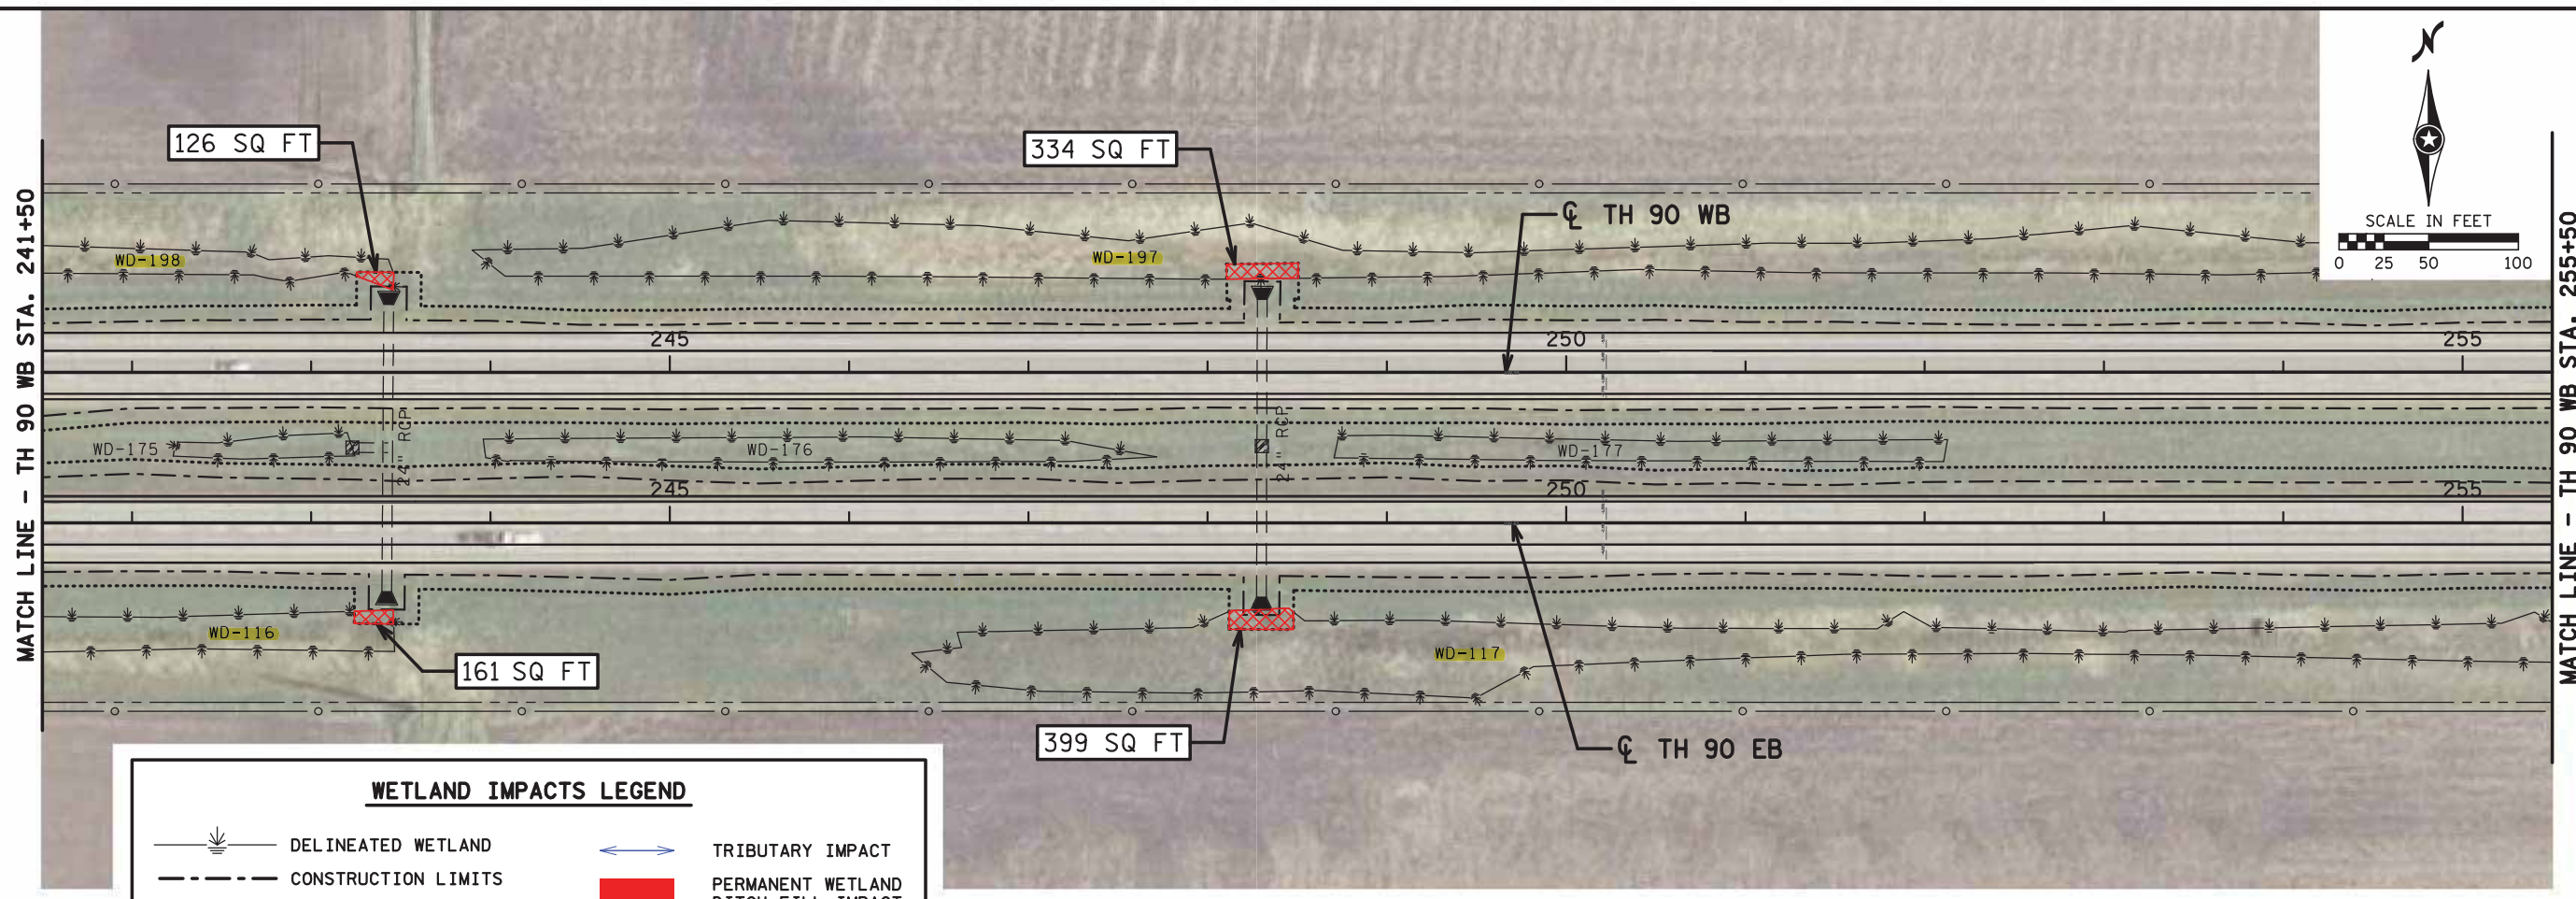 N
126 SQ FT
334 SQ FT
℄ TH 90 WB
SCALE IN FEET
0 25 50 100
MATCH LINE - TH 90 WB STA. 241+50
MATCH LINE - TH 90 WB STA. 255+50
WD-198
WD-197
245
250
255
WD-175
24" RCP
WD-176
24" RCP
WD-177
245
250
255
WD-116
161 SQ FT
WD-117
399 SQ FT
℄ TH 90 EB
WETLAND IMPACTS LEGEND
DELINEATED WETLAND
TRIBUTARY IMPACT
CONSTRUCTION LIMITS
PERMANENT WETLAND
DITCH FILL IMPACT